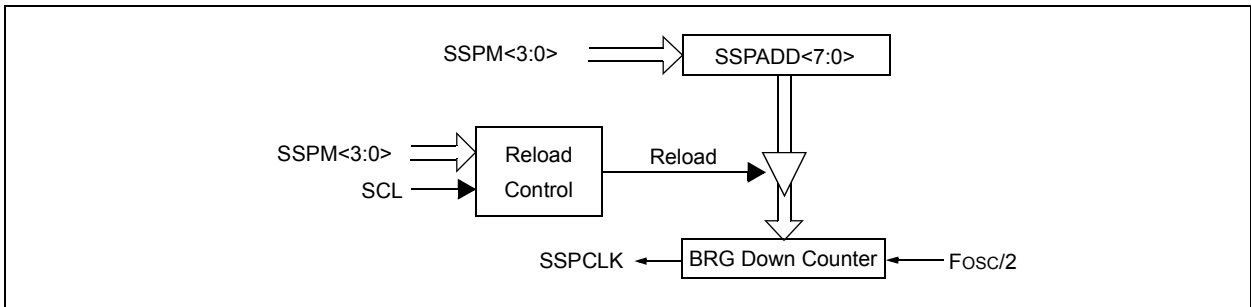 SSPM<3:0>
SSPADD<7:0>
SSPM<3:0>
SCL
Reload
Control
Reload
SSPCLK
BRG Down Counter
FOSC/2